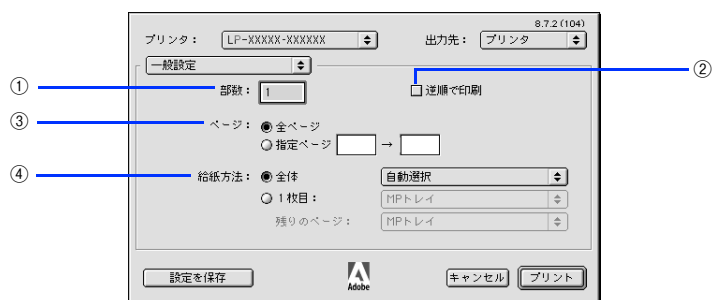 8.7.2 (104)
プリンタ： LP-XXXXX-XXXXXX 出力先： プリンタ
一般設定
① 部数： 1 逆順で印刷 ②
③ ページ： 全ページ
指定ページ →
④ 給紙方法： 全体 自動選択
1枚目： MPトレイ
残りのページ： MPトレイ
設定を保存 Adobe キャンセル プリント